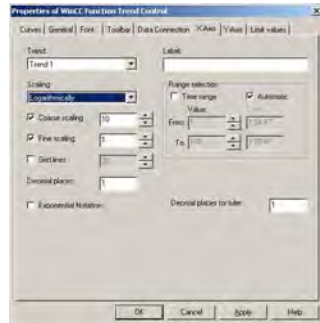 Properties of WinCC Function Trend Control
Curves General Font Toolbar Data Connection X Axis Y-Axis Limit values
Trend:
Trend 1
Label:
Scaling:
Logarithmically
Range selection
Time range
Automatic
Value:
From:
To:
Coarse scaling
10
Fine scaling
Grid lines
Decimal places:
1
Decimal places for ruler:
1
Exponential Notation
OK Cancel Apply Help